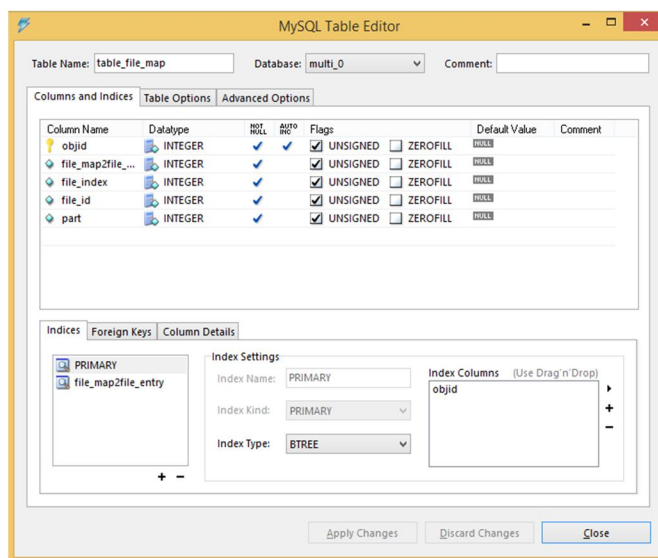 MySQL Table Editor
Table Name: table_file_map Database: multi_0 Comment:
Columns and Indices Table Options Advanced Options
Column Name Datatype NOT NULL AUTO INC Flags Default Value Comment
objid INTEGER UNSIGNED ZEROFILL NULL
file_map2file_... INTEGER UNSIGNED ZEROFILL NULL
file_index INTEGER UNSIGNED ZEROFILL NULL
file_id INTEGER UNSIGNED ZEROFILL NULL
part INTEGER UNSIGNED ZEROFILL NULL
Indices Foreign Keys Column Details
PRIMARY
file_map2file_entry
Index Settings
Index Name: PRIMARY
Index Kind: PRIMARY
Index Type: BTREE
Index Columns (Use Drag'n'Drop)
objid
Apply Changes Discard Changes Close